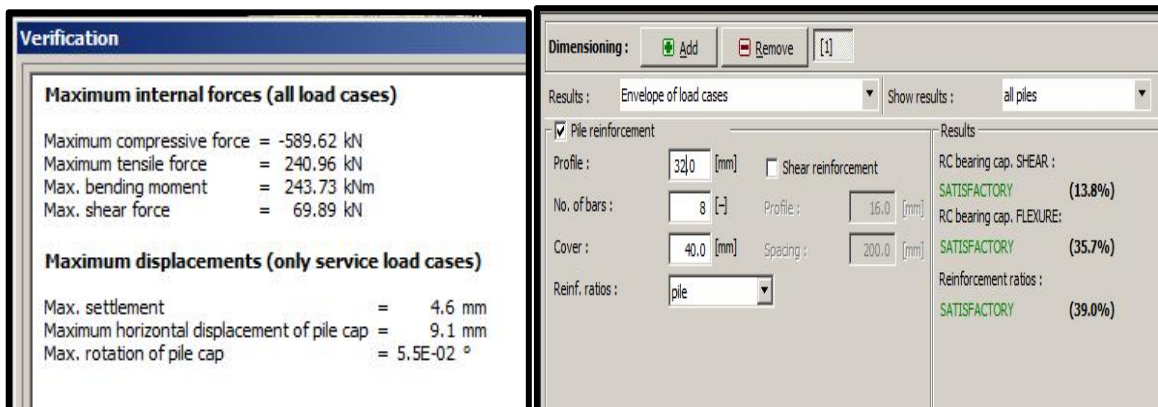 Verification
Maximum internal forces (all load cases)
Maximum compressive force = -589.62 kN
Maximum tensile force = 240.96 kN
Max. bending moment = 243.73 kNm
Max. shear force = 69.89 kN
Maximum displacements (only service load cases)
Max. settlement = 4.6 mm
Maximum horizontal displacement of pile cap = 9.1 mm
Max. rotation of pile cap = 5.5E-02 °
Dimensioning : Add Remove [1]
Results : Envelope of load cases Show results : all piles
Pile reinforcement
Profile : 32.0 [mm] Shear reinforcement
No. of bars : 8 [-] Profile : 16.0 [mm]
Cover : 40.0 [mm] Spacing : 200.0 [mm]
Reinf. ratios : pile
Results
RC bearing cap. SHEAR :
SATISFACTORY (13.8%)
RC bearing cap. FLEXURE:
SATISFACTORY (35.7%)
Reinforcement ratios :
SATISFACTORY (39.0%)